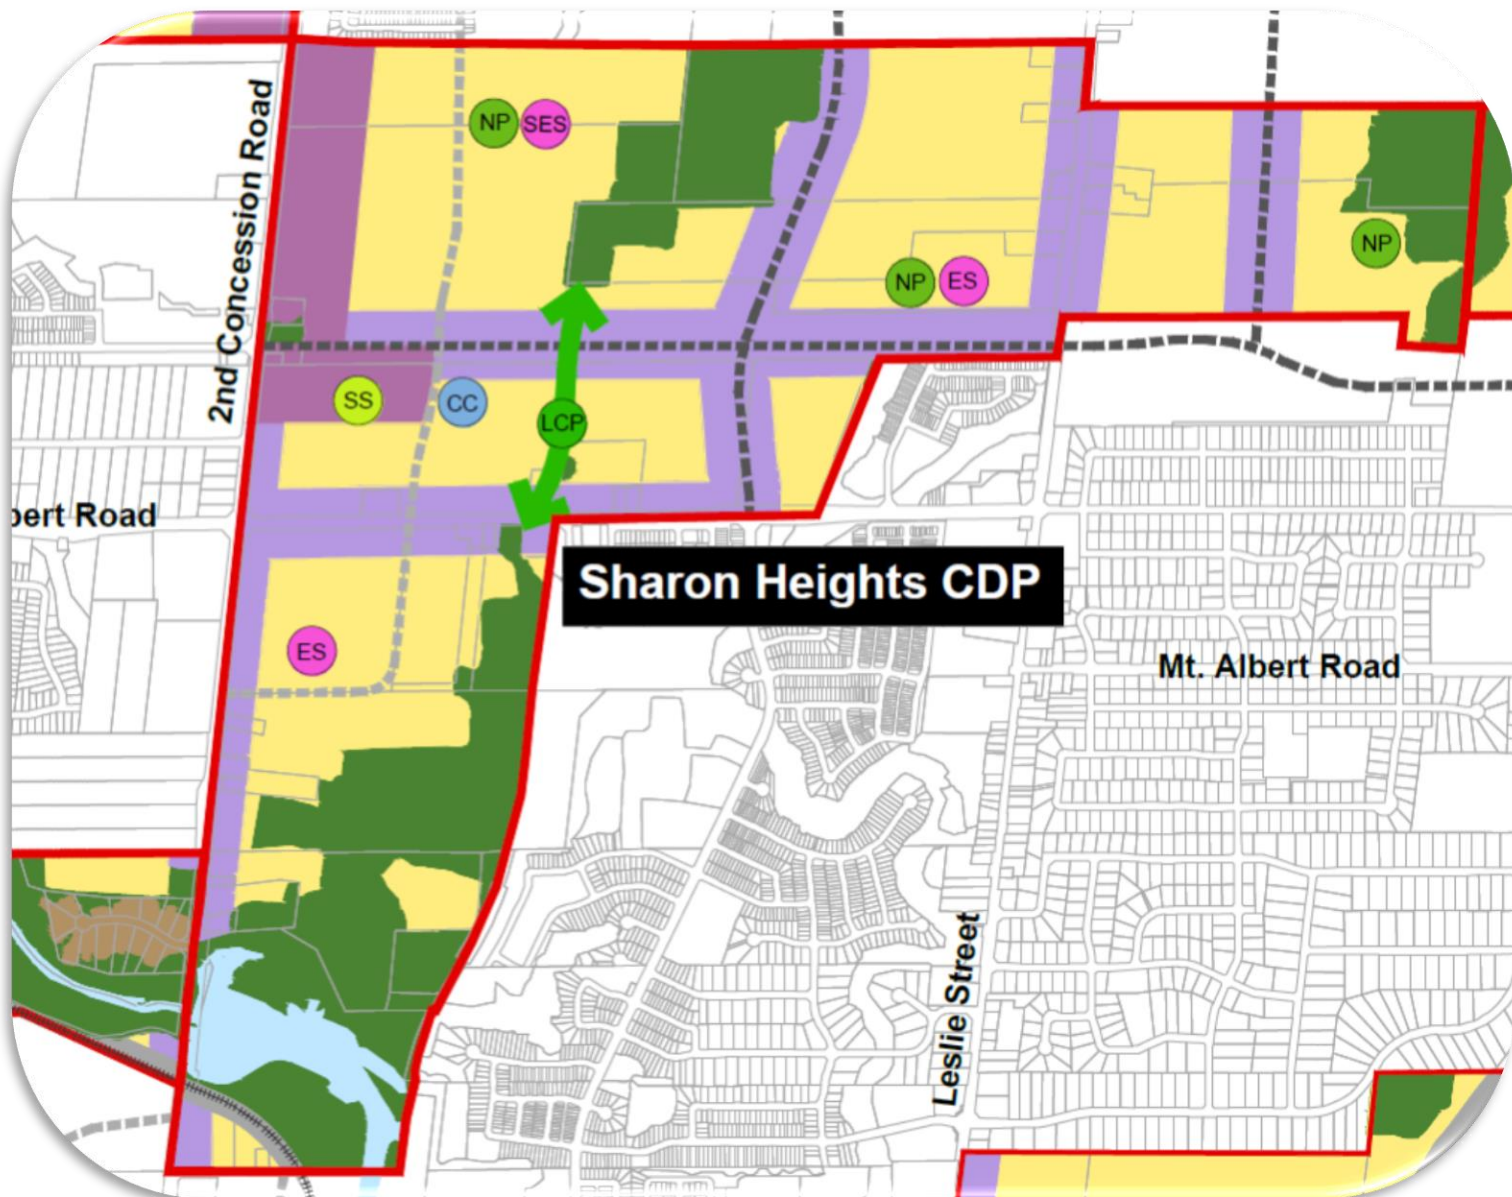 2nd Concession Road
NP
SES
NP
NP
ES
SS
CC
LCP
bert Road
Sharon Heights CDP
ES
Mt. Albert Road
Leslie Street